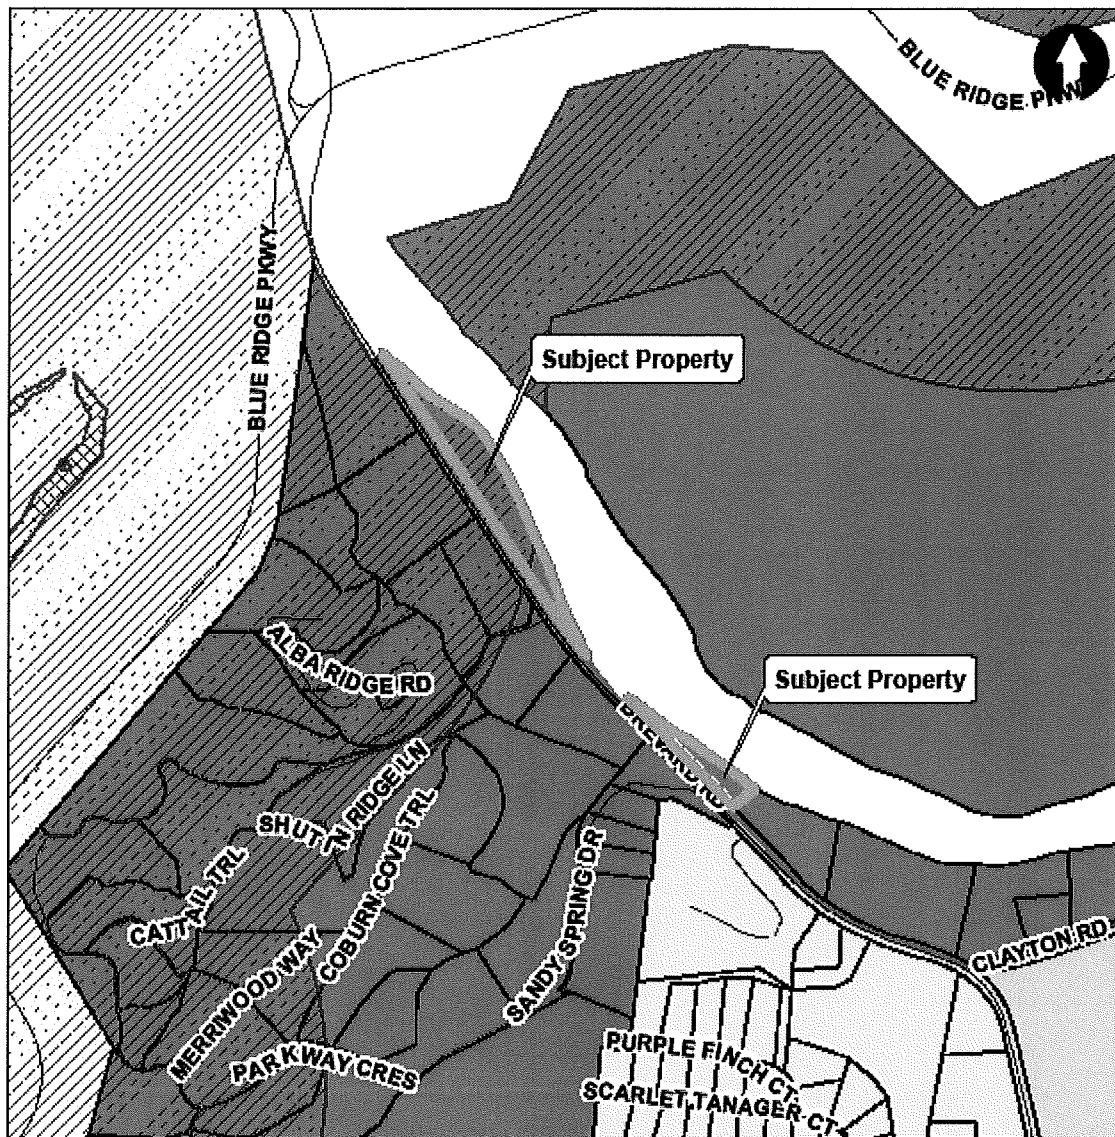 BLUE RIDGE PKWY
BLUE RIDGE PKWY
Subject Property
Subject Property
BREVARD RD
ALBA RIDGE RD
SHUT IN RIDGE LN
COBURN COVE TRL
CATTAIL TRL
SANDY SPRING DR
CLAYTON RD
MERRIWOOD WAY
PARKWAY CRES
PURPLE FINCH CT
SCARLET TANAGER CT